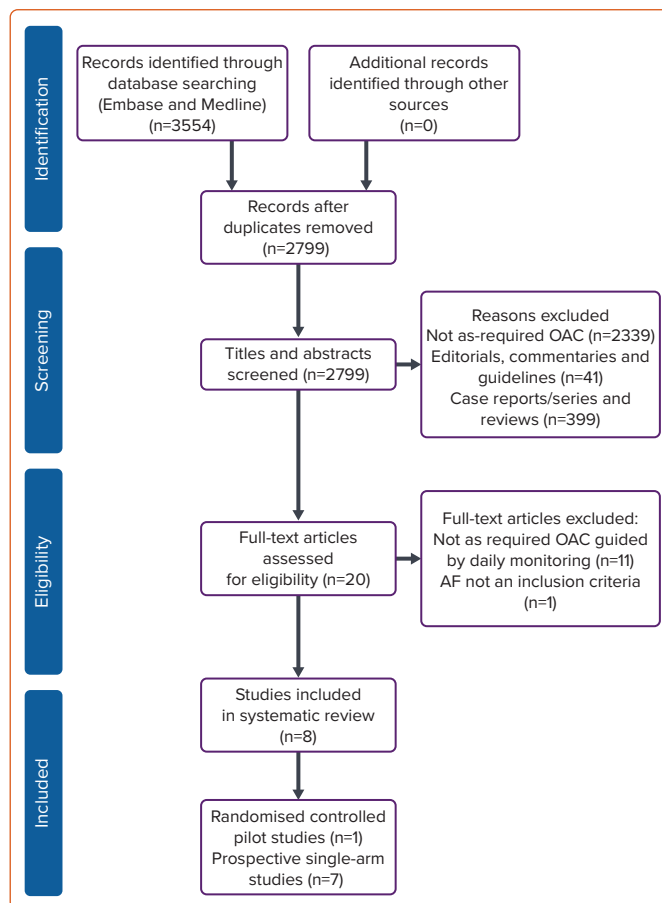 Identification
Records identified through
database searching
(Embase and Medline)
(n=3554)
Additional records
identified through other
sources
(n=0)
Records after
duplicates removed
(n=2799)
Screening
Titles and abstracts
screened (n=2799)
Reasons excluded
Not as-required OAC (n=2339)
Editorials, commentaries and
guidelines (n=41)
Case reports/series and
reviews (n=399)
Eligibility
Full-text articles
assessed
for eligibility (n=20)
Full-text articles excluded:
Not as required OAC guided
by daily monitoring (n=11)
AF not an inclusion criteria
(n=1)
Included
Studies included
in systematic review
(n=8)
Randomised controlled
pilot studies (n=1)
Prospective single-arm
studies (n=7)